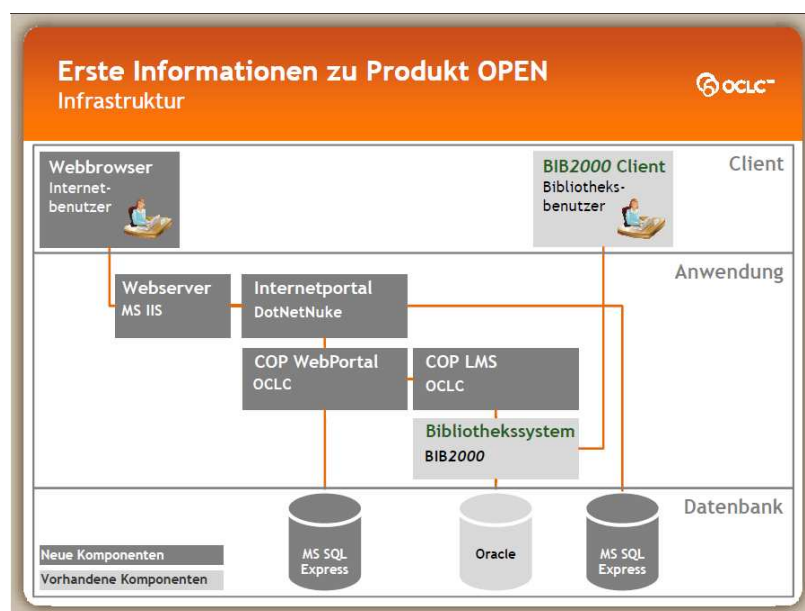 Erste Informationen zu Produkt OPEN
Infrastruktur
OCLC™
Webbrowser
Internet-
benutzer
BIB2000 Client
Bibliotheks-
benutzer
Client
Anwendung
Webserver
MS IIS
Internetportal
DotNetNuke
COP WebPortal
OCLC
COP LMS
OCLC
Bibliothekssystem
BIB2000
Datenbank
MS SQL
Express
Oracle
MS SQL
Express
Neue Komponenten
Vorhandene Komponenten